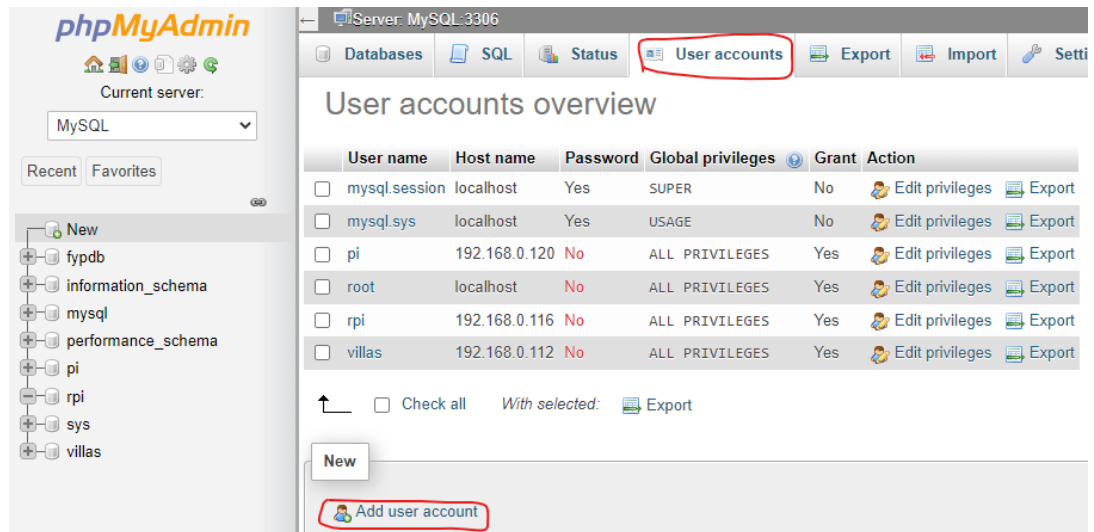 phpMyAdmin
Current server:
MySQL
Recent Favorites
New
fypdb
information_schema
mysql
performance_schema
pi
rpi
sys
villas
Server: MySQL:3306
Databases SQL Status User accounts Export Import Setti
User accounts overview
User name Host name Password Global privileges Grant Action
mysql.session localhost Yes SUPER No Edit privileges Export
mysql.sys localhost Yes USAGE No Edit privileges Export
pi 192.168.0.120 No ALL PRIVILEGES Yes Edit privileges Export
root localhost No ALL PRIVILEGES Yes Edit privileges Export
rpi 192.168.0.116 No ALL PRIVILEGES Yes Edit privileges Export
villas 192.168.0.112 No ALL PRIVILEGES Yes Edit privileges Export
Check all With selected: Export
New
Add user account